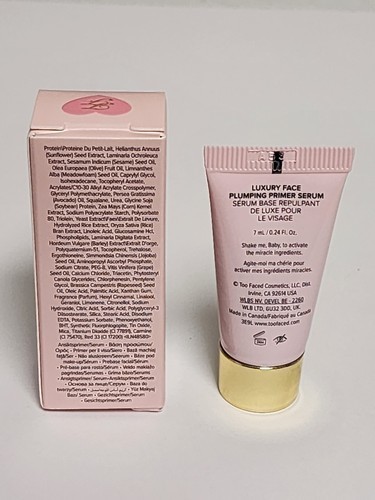 Protein\Proteine Du Petit-Lait, Helianthus Annuus
(Sunflower) Seed Extract, Laminaria Ochroleuca
Extract, Sesamum Indicum (Sesame) Seed Oil,
Olea Europaea (Olive) Fruit Oil, Limnanthes
Alba (Meadowfoam) Seed Oil, Caprylyl Glycol,
Isohexadecane, Tocopheryl Acetate,
Acrylates/C10-30 Alkyl Acrylate Crosspolymer,
Glyceryl Polymethacrylate, Persea Gratissima
(Avocado) Oil, Squalane, Urea, Glycine Soja
(Soybean) Protein, Zea Mays (Corn) Kernel
Extract, Sodium Polyacrylate Starch, Polysorbate
80, Triolein, Yeast Extract\Faex\Extrait De Levure,
Hydrolyzed Rice Extract, Oryza Sativa (Rice)
Bran Extract, Linoleic Acid, Glucosamine Hcl,
Phospholipids, Laminaria Digitata Extract,
Hordeum Vulgare (Barley) Extract\Extrait D'orge,
Polyquaternium-51, Tocopherol, Trehalose,
Ergothioneine, Simmondsia Chinensis (Jojoba)
Seed Oil, Aminopropyl Ascorbyl Phosphate,
Sodium Citrate, PEG-8, Vitis Vinifera (Grape)
Seed Oil, Calcium Chloride, Triacetin, Phytosteryl
Canola Glycerides, Chlorphenesin, Pentylene
Glycol, Brassica Campestris (Rapeseed) Seed
Oil, Oleic Acid, Palmitic Acid, Xanthan Gum,
Fragrance (Parfum), Hexyl Cinnamal, Linalool,
Geraniol, Limonene, Citronellol, Sodium
Hydroxide, Citric Acid, Sorbic Acid, Polyglyceryl-3
Diisostearate, Silica, Stearic Acid, Disodium
EDTA, Potassium Sorbate, Phenoxyethanol,
BHT, Synthetic Fluorphlogopite, Tin Oxide,
Mica, Titanium Dioxide (CI 77891), Carmine
(CI 75470), Red 33 (CI 17200) <ILN48580>
LUXURY FACE
PLUMPING PRIMER SERUM
SÉRUM BASE REPULPANT
DE LUXE POUR
LE VISAGE
7 mL / 0.24 Fl. Oz.
Shake me, Baby, to activate
the miracle ingredients.
Agite-moi ma chérie pour
activer mes ingrédients miracles.
© Too Faced Cosmetics, LLC, Dist.
Irvine, CA 92614 USA
WLBS NV, DEVEL BE - 2260
WLB LTD, GU32 3DD, UK.
Made in Canada/Fabriqué au Canada
3E9L www.toofaced.com